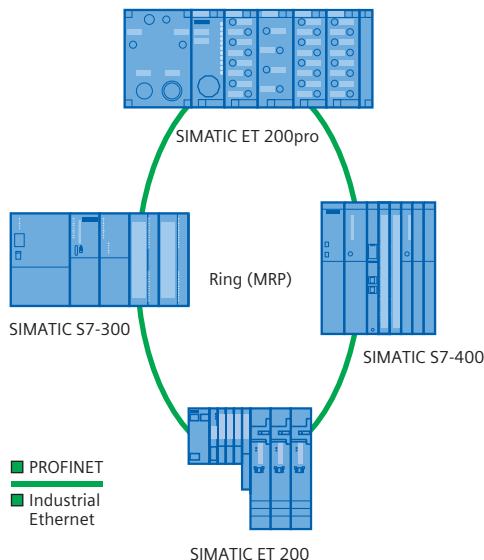 SIMATIC ET 200pro
Ring (MRP)
SIMATIC S7-300
SIMATIC S7-400
PROFINET
Industrial
Ethernet
SIMATIC ET 200